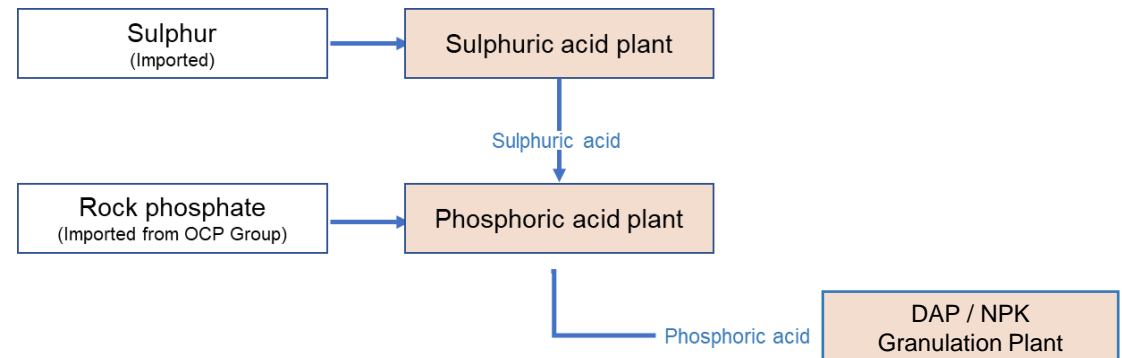 Sulphur
(Imported)
Sulphuric acid plant
Sulphuric acid
Rock phosphate
(Imported from OCP Group)
Phosphoric acid plant
Phosphoric acid
DAP / NPK
Granulation Plant